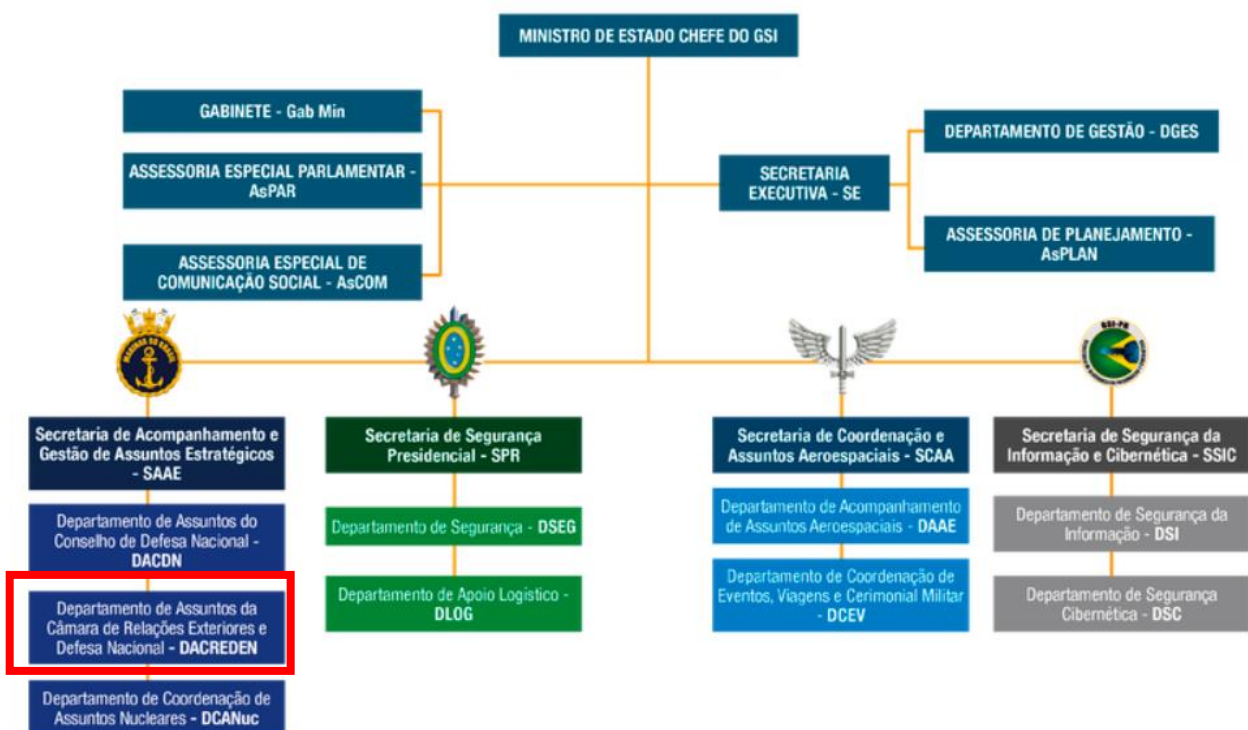 MINISTRO DE ESTADO CHEFE DO GSI
GABINETE - Gab Min
ASSESSORIA ESPECIAL PARLAMENTAR -
AsPAR
ASSESSORIA ESPECIAL DE
COMUNICAÇÃO SOCIAL - AsCOM
SECRETARIA
EXECUTIVA - SE
DEPARTAMENTO DE GESTÃO - DGES
ASSESSORIA DE PLANEJAMENTO -
AsPLAN
MARINHA DO BRASIL
GSI-PR
Secretaria de Acompanhamento e
Gestão de Assuntos Estratégicos
- SAAE
Departamento de Assuntos do
Conselho de Defesa Nacional -
DACDN
Departamento de Assuntos da
Câmara de Relações Exteriores e
Defesa Nacional - DACREDEN
Departamento de Coordenação de
Assuntos Nucleares - DCANuc
Secretaria de Segurança
Presidencial - SPR
Departamento de Segurança - DSEG
Departamento de Apoio Logístico -
DLOG
Secretaria de Coordenação e
Assuntos Aeroespaciais - SCAA
Departamento de Acompanhamento
de Assuntos Aeroespaciais - DAAE
Departamento de Coordenação de
Eventos, Viagens e Cerimonial Militar
- DCEV
Secretaria de Segurança da
Informação e Cibernética - SSIC
Departamento de Segurança da
Informação - DSI
Departamento de Segurança
Cibernética - DSC